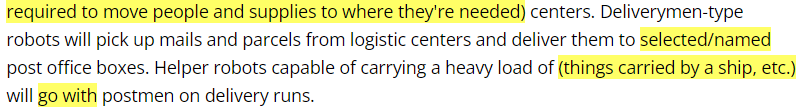 required to move people and supplies to where they're needed) centers. Deliverymen-type
robots will pick up mails and parcels from logistic centers and deliver them to selected/named
post office boxes. Helper robots capable of carrying a heavy load of (things carried by a ship, etc.)
will go with postmen on delivery runs.